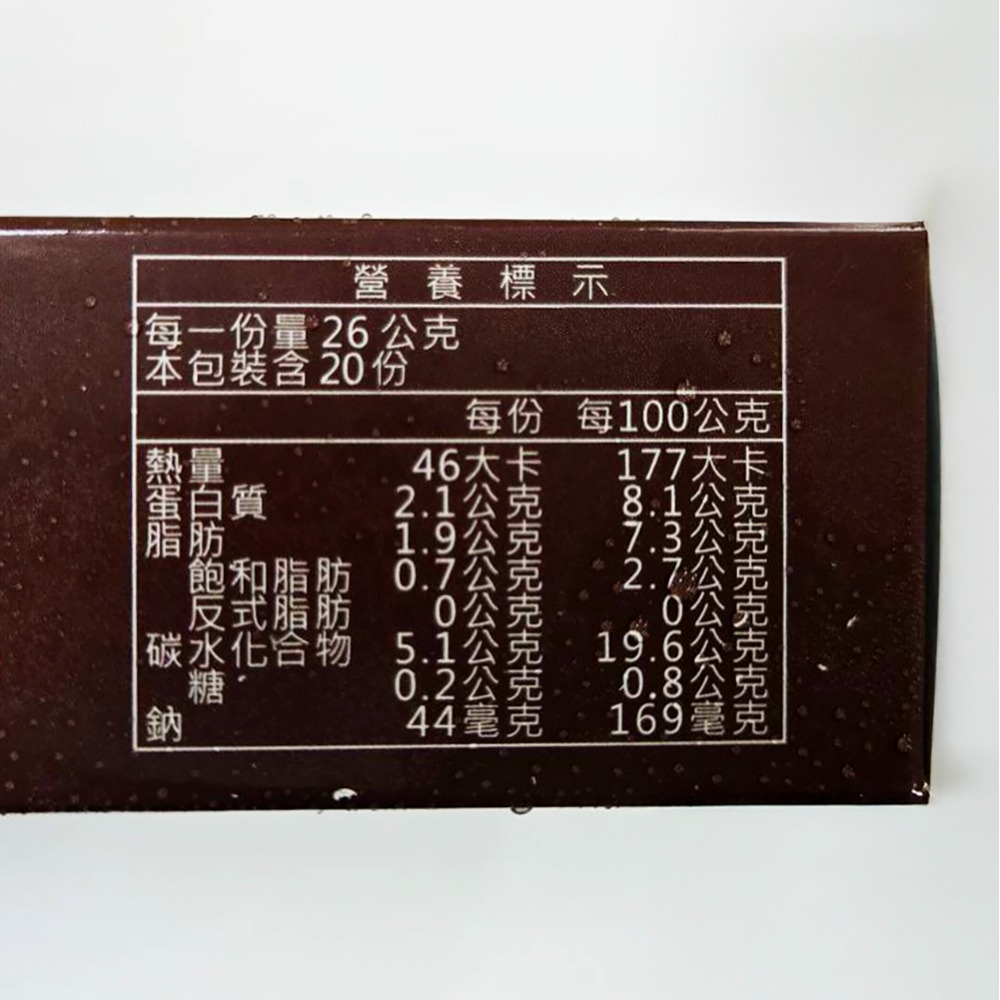 營養標示
每一份量26公克
本包裝含20份
每份 每100公克
熱量 46大卡 177大卡
蛋白質 2.1公克 8.1公克
脂肪 1.9公克 7.3公克
飽和脂肪 0.7公克 2.7公克
反式脂肪 0公克 0公克
碳水化合物 5.1公克 19.6公克
糖 0.2公克 0.8公克
鈉 44毫克 169毫克